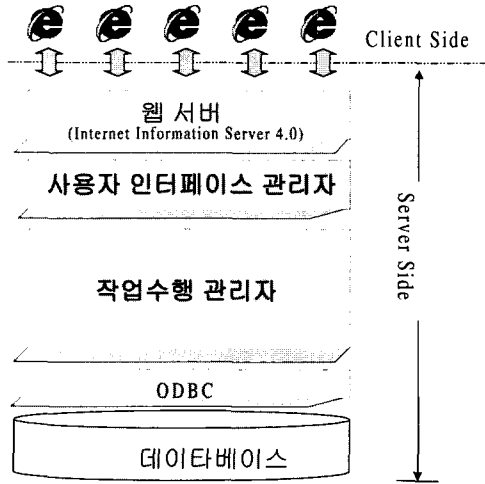 Client Side
웹 서버
(Internet Information Server 4.0)
사용자 인터페이스 관리자
작업수행 관리자
ODBC
데이타베이스
Server Side